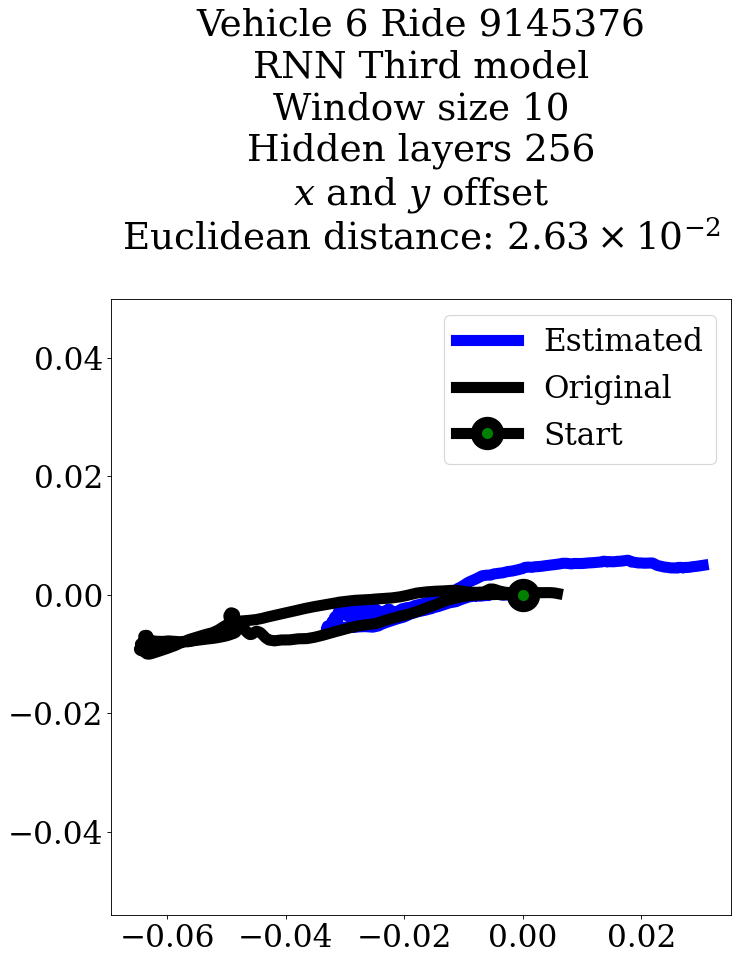 Vehicle 6 Ride 9145376
RNN Third model
Window size 10
Hidden layers 256
x and y offset
Euclidean distance: 2.63 × 10⁻²
Estimated
Original
Start
0.04
0.02
0.00
−0.02
−0.04
−0.06 −0.04 −0.02 0.00 0.02